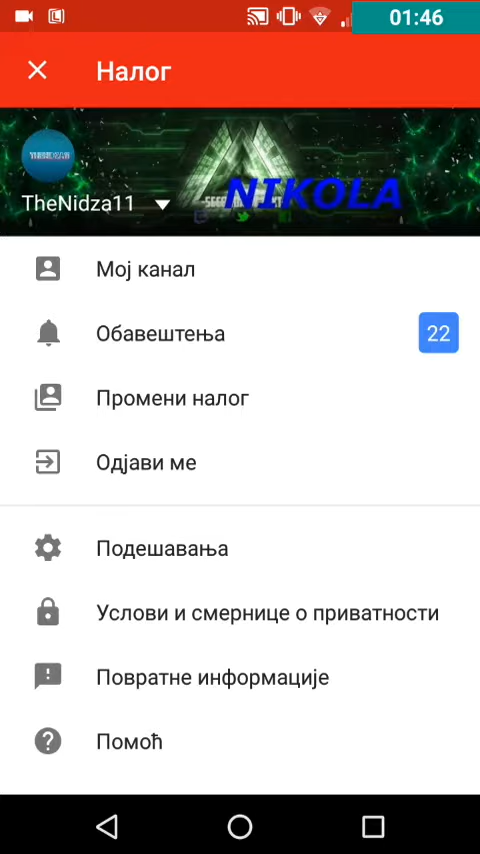 01:46
Налог
TheNidza11
NIKOLA
Мој канал
Обавештења
22
Промени налог
Одјави ме
Подешавања
Услови и смернице о приватности
Повратне информације
Помоћ